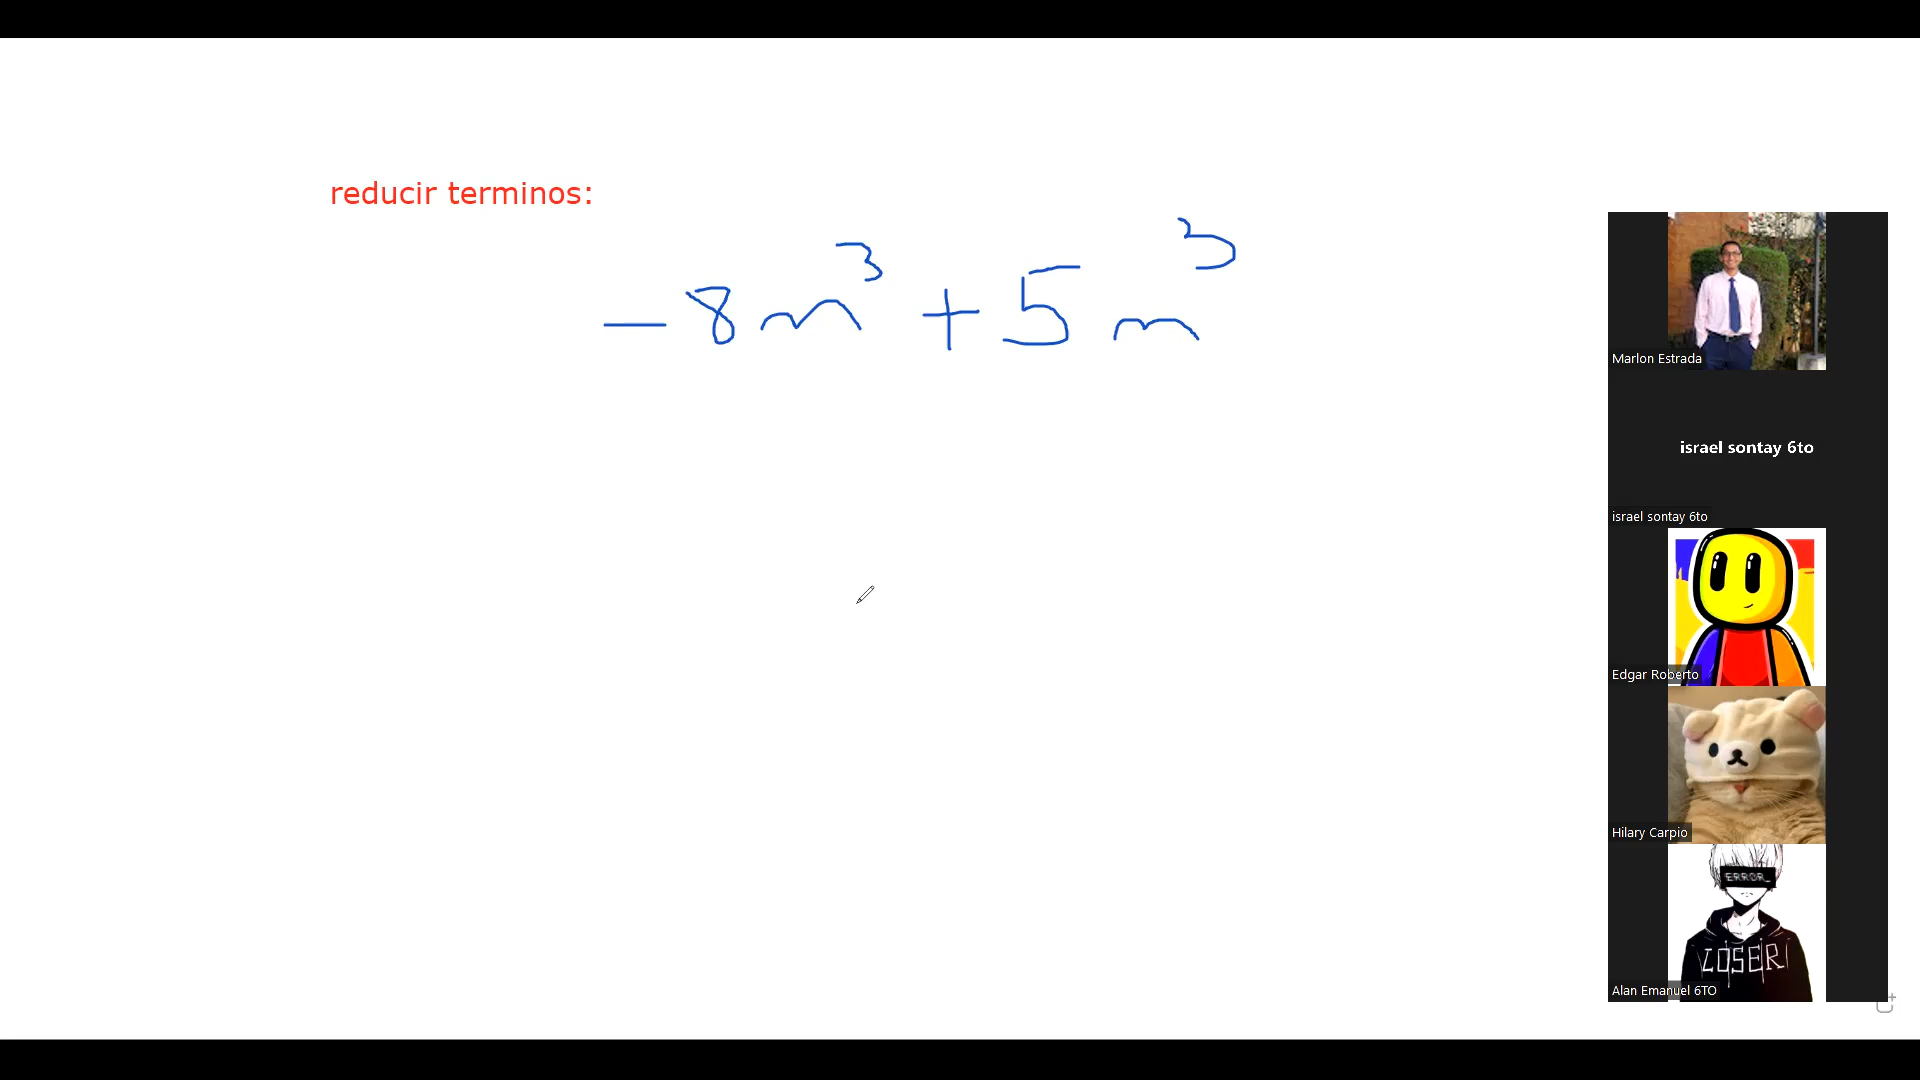 reducir terminos:
-8m³ + 5m³
Marlon Estrada
israel sontay 6to
israel sontay 6to
Edgar Roberto
Hilary Carpio
ERROR_
LOSER
Alan Emanuel 6TO